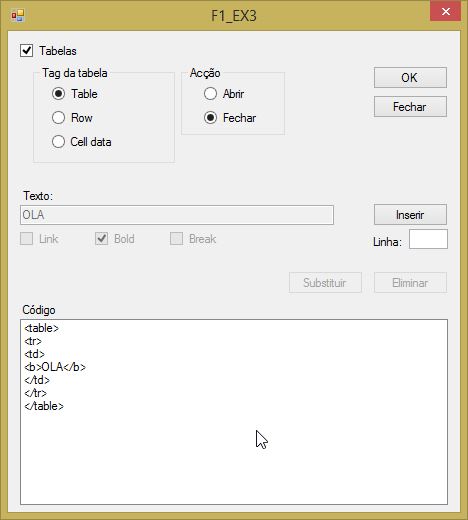 F1_EX3
Tabelas
Tag da tabela
Acção
Table
Abrir
OK
Row
Fechar
Fechar
Cell data
Texto:
OLA
Inserir
Link
Bold
Break
Linha:
Substituir
Eliminar
Código
<table>
<tr>
<td>
<b>OLA</b>
</td>
</tr>
</table>